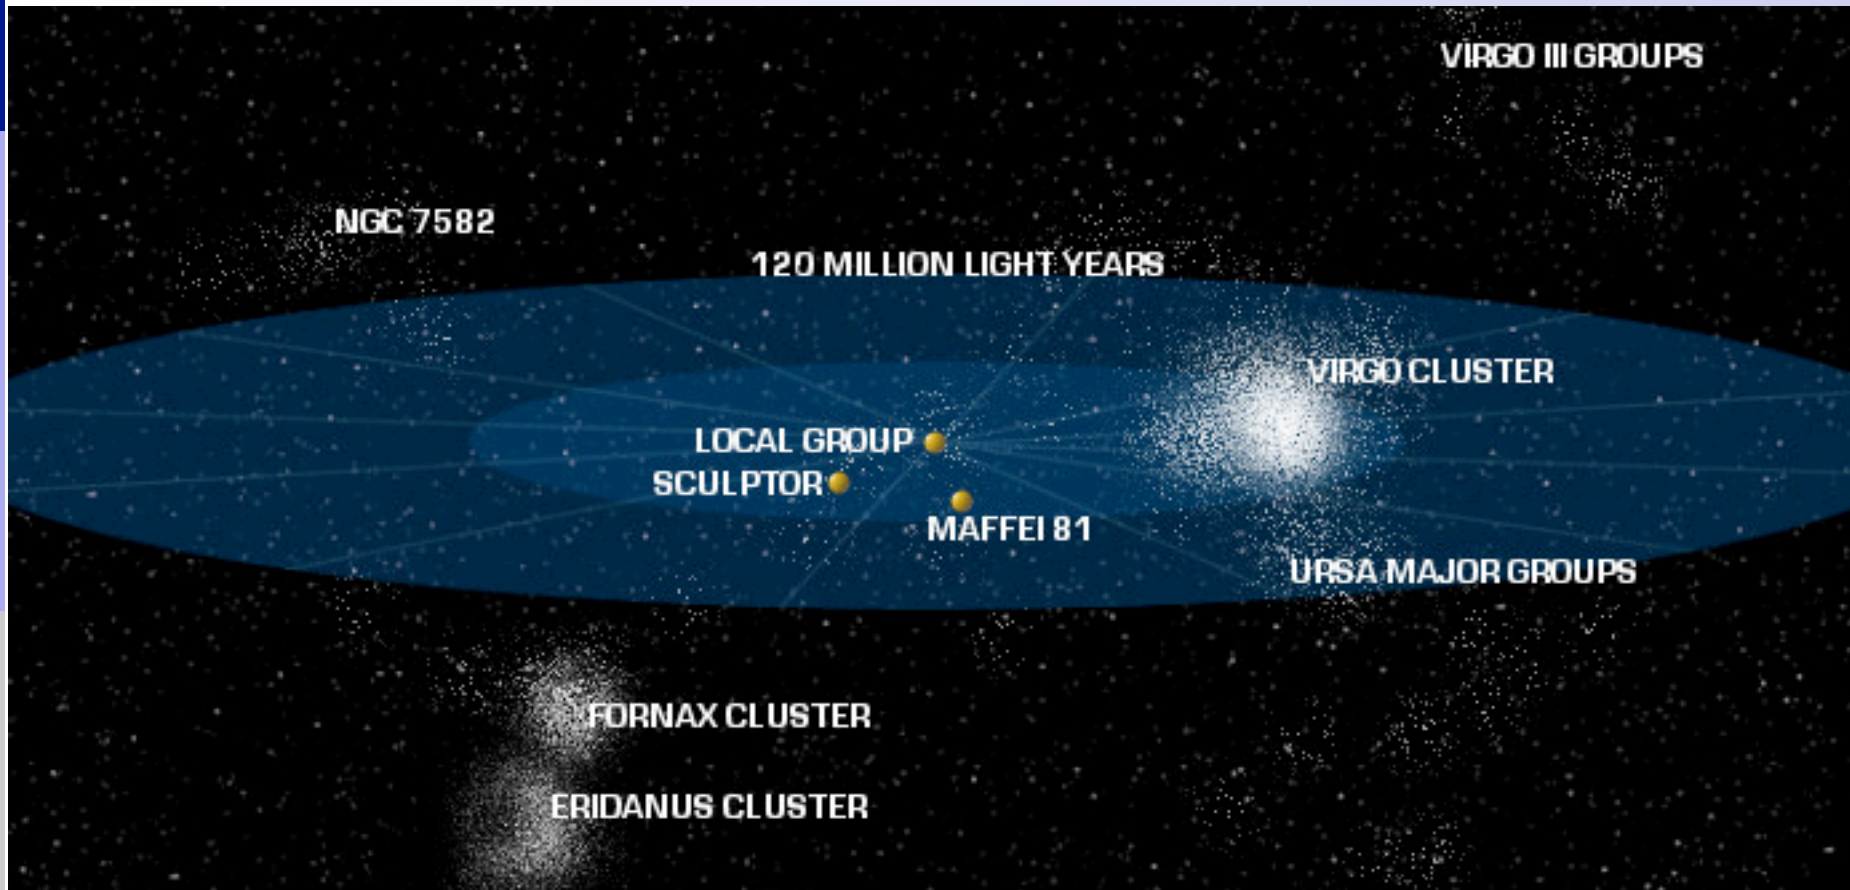 VIRGO III GROUPS
NGC 7582
120 MILLION LIGHT YEARS
VIRGO CLUSTER
LOCAL GROUP
SCULPTOR
MAFFEI 81
URSA MAJOR GROUPS
FORNAX CLUSTER
ERIDANUS CLUSTER